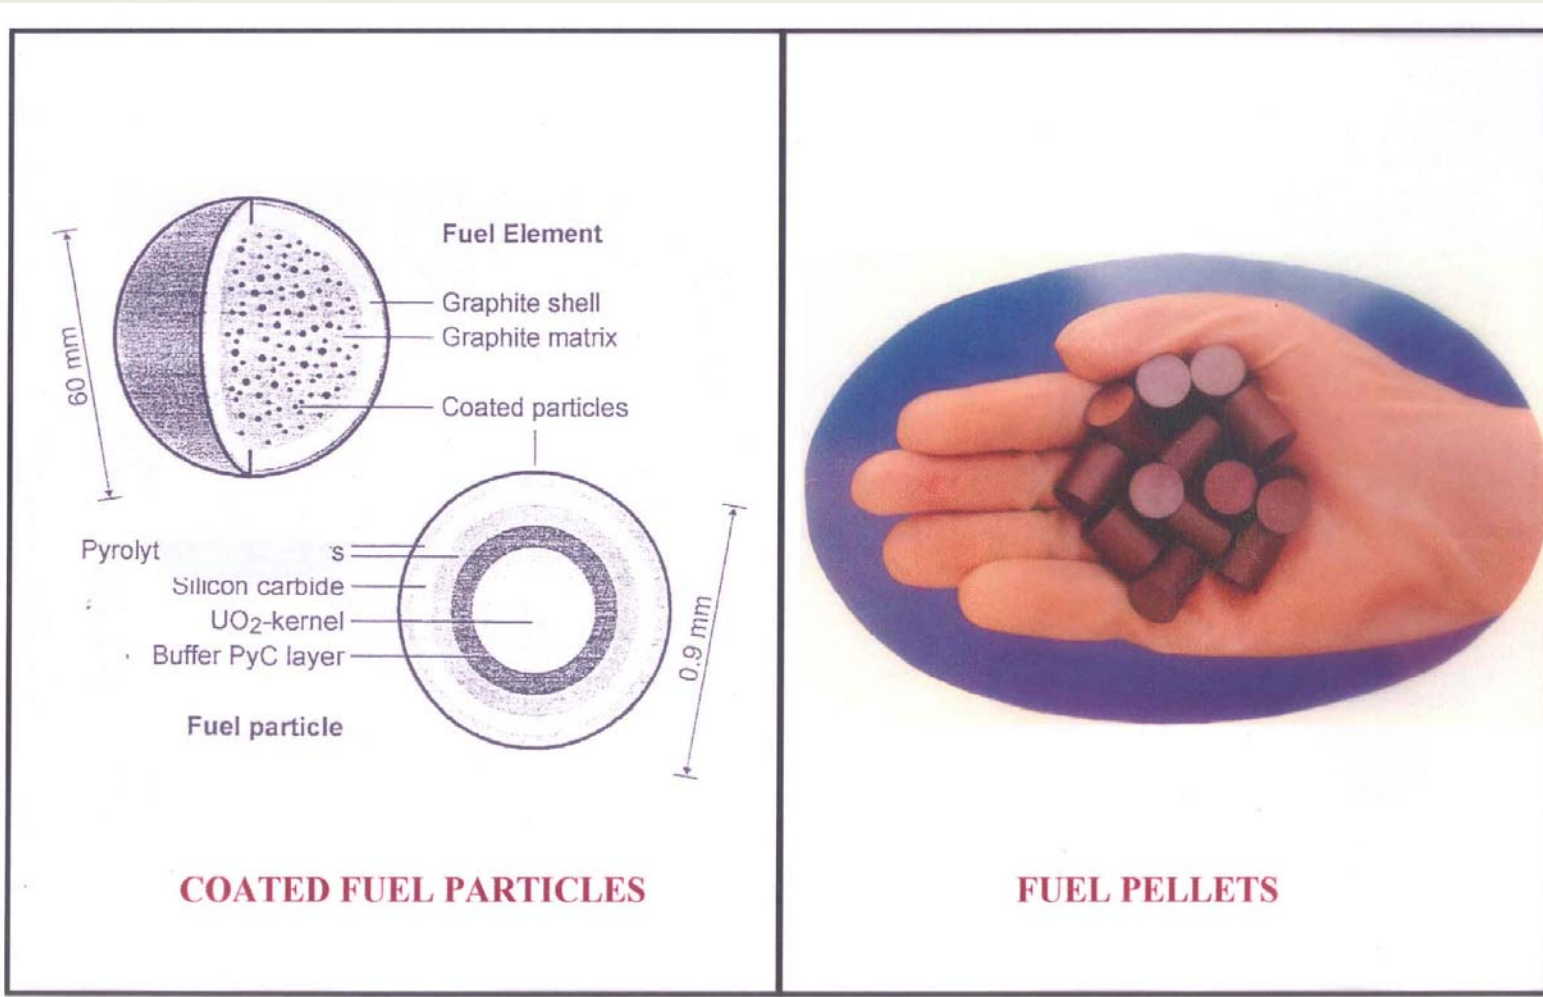 Fuel Element
Graphite shell
Graphite matrix
60 mm
Coated particles
Pyrolyt s
Silicon carbide
UO2-kernel
Buffer PyC layer
0.9 mm
Fuel particle
COATED FUEL PARTICLES
FUEL PELLETS